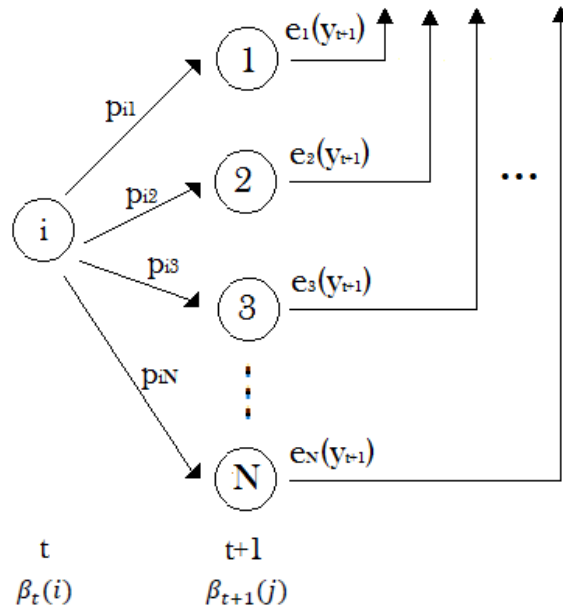 1
e₁(yₜ₊₁)
pᵢ₁
2
e₂(yₜ₊₁)
...
pᵢ₂
i
pᵢ₃
3
e₃(yₜ₊₁)
pᵢN
N
eN(yₜ₊₁)
t t+1
βₜ(i) βₜ₊₁(j)